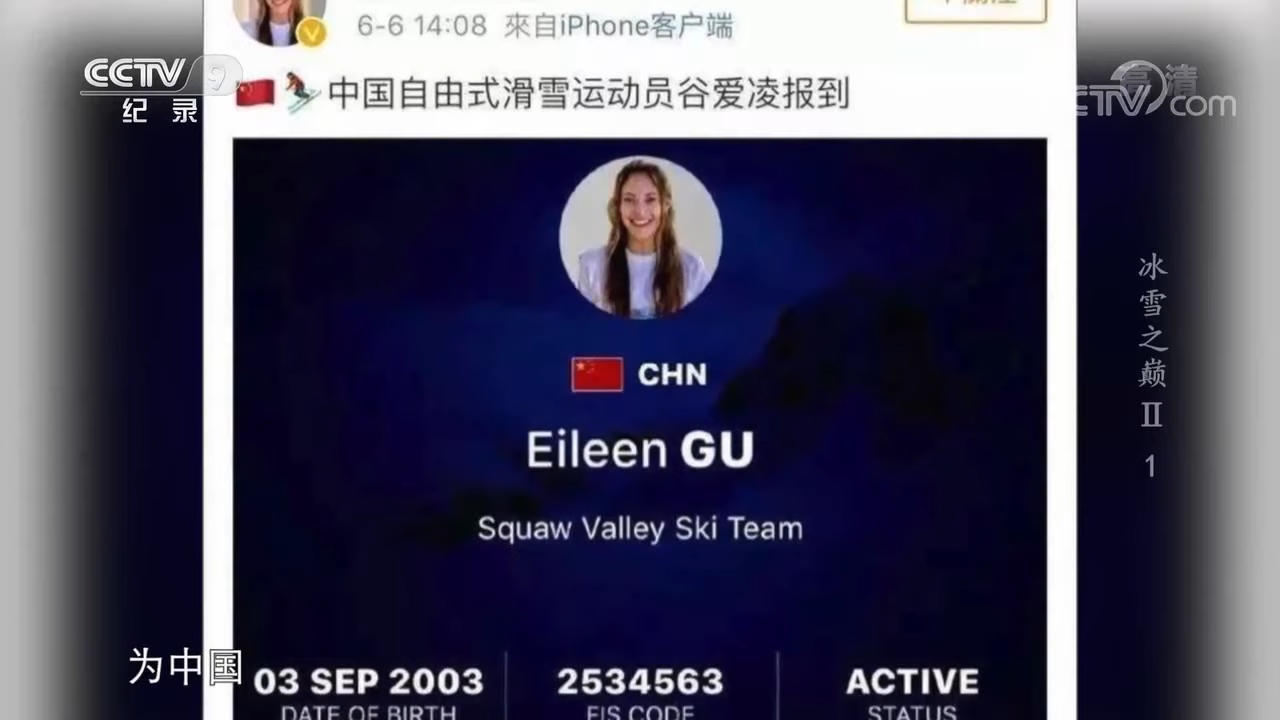 6-6 14:08 來自iPhone客户端
CCTV 9
纪录
高清
CTV com
中国自由式滑雪运动员谷爱凌报到
CHN
Eileen GU
Squaw Valley Ski Team
冰雪之巅Ⅱ 1
为中国
03 SEP 2003 2534563 ACTIVE
DATE OF BIRTH FIS CODE STATUS